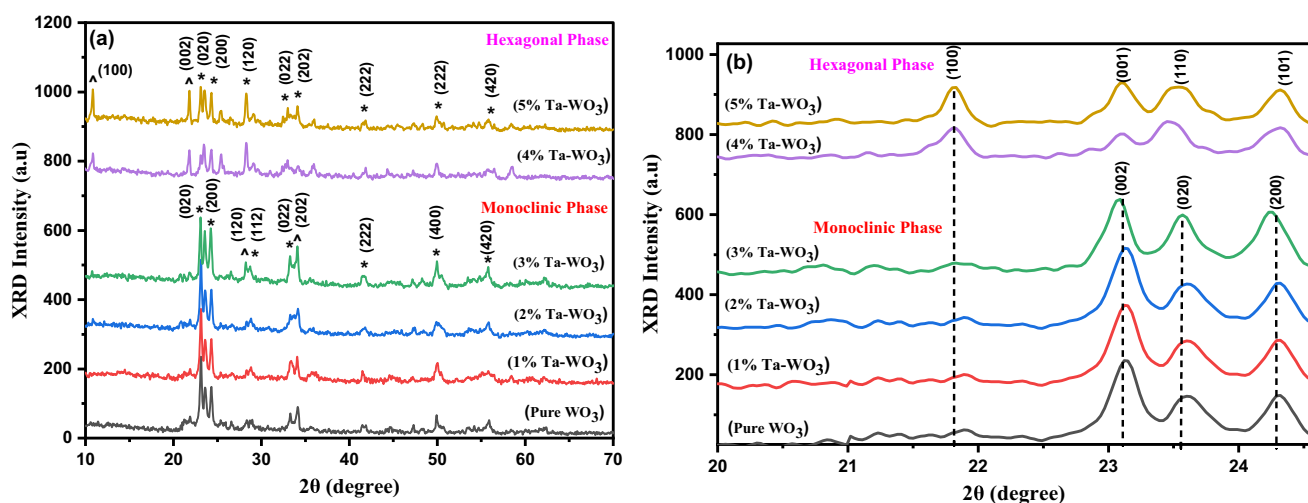 (a)
Hexagonal Phase
^ (100)
^ (002)
* (020)
* (200)
* (120)
* (022)
^ (202)
* (222)
* (222)
* (420)
(5% Ta-WO3)
(4% Ta-WO3)
Monoclinic Phase
(020)
* (200)
*
(120)
^
(112)
*
(022)
*
(202)
^
(222)
*
(400)
*
(420)
*
(3% Ta-WO3)
(2% Ta-WO3)
(1% Ta-WO3)
(Pure WO3)
XRD Intensity (a.u)
1200
1000
800
600
400
200
0
10 20 30 40 50 60 70
2θ (degree)
(b)
Hexagonal Phase
(100)
(001)
(110)
(101)
(5% Ta-WO3)
(4% Ta-WO3)
Monoclinic Phase
(002)
(020)
(200)
(3% Ta-WO3)
(2% Ta-WO3)
(1% Ta-WO3)
(Pure WO3)
XRD Intensity (a.u)
1000
800
600
400
200
20 21 22 23 24
2θ (degree)